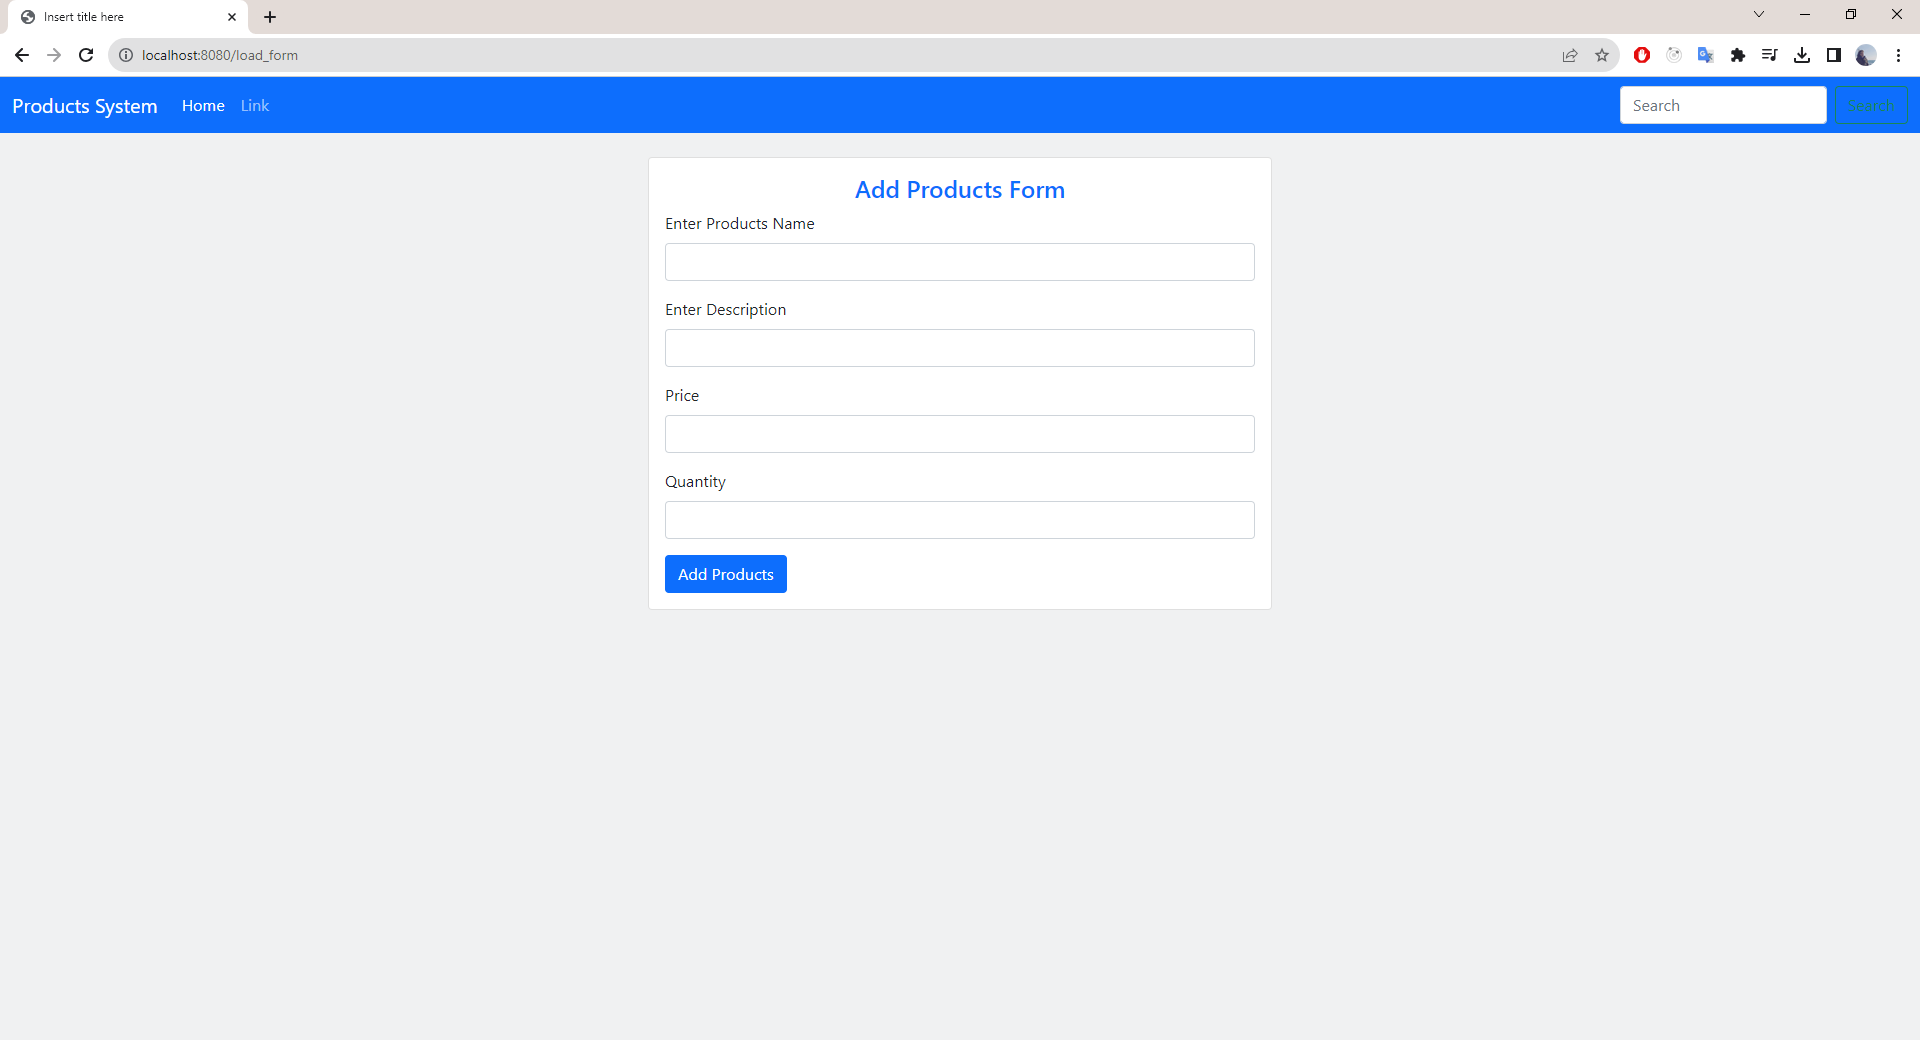 Insert title here
localhost:8080/load_form
Products System Home Link Search Search
Add Products Form
Enter Products Name
Enter Description
Price
Quantity
Add Products